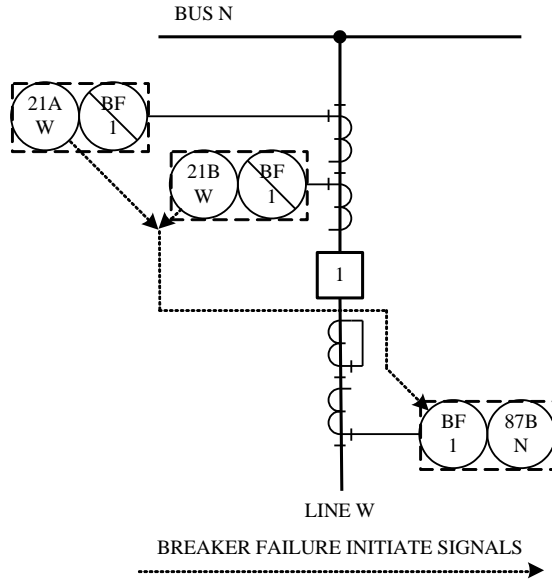 BUS N
21A
W
BF
1
21B
W
BF
1
1
BF
1
87B
N
LINE W
BREAKER FAILURE INITIATE SIGNALS